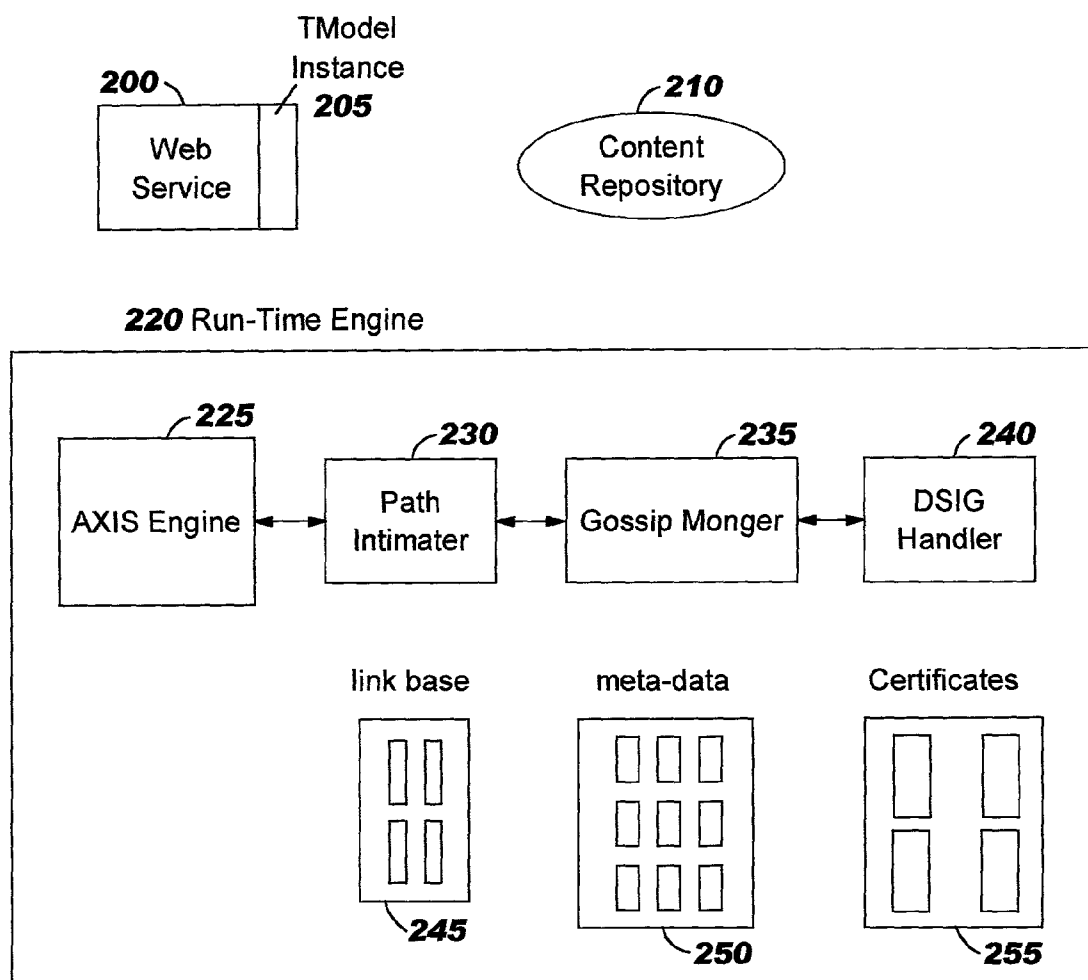 TModel
Instance
200
205
210
Web
Service
Content
Repository
220 Run-Time Engine
225
230
235
240
AXIS Engine
Path
Intimater
Gossip Monger
DSIG
Handler
link base
meta-data
Certificates
245
250
255